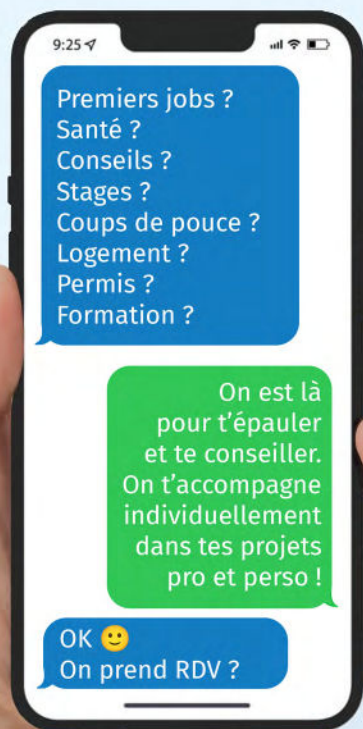 9:25
Premiers jobs ?
Santé ?
Conseils ?
Stages ?
Coups de pouce ?
Logement ?
Permis ?
Formation ?
On est là
pour t'épauler
et te conseiller.
On t'accompagne
individuellement
dans tes projets
pro et perso !
OK 🙂
On prend RDV ?